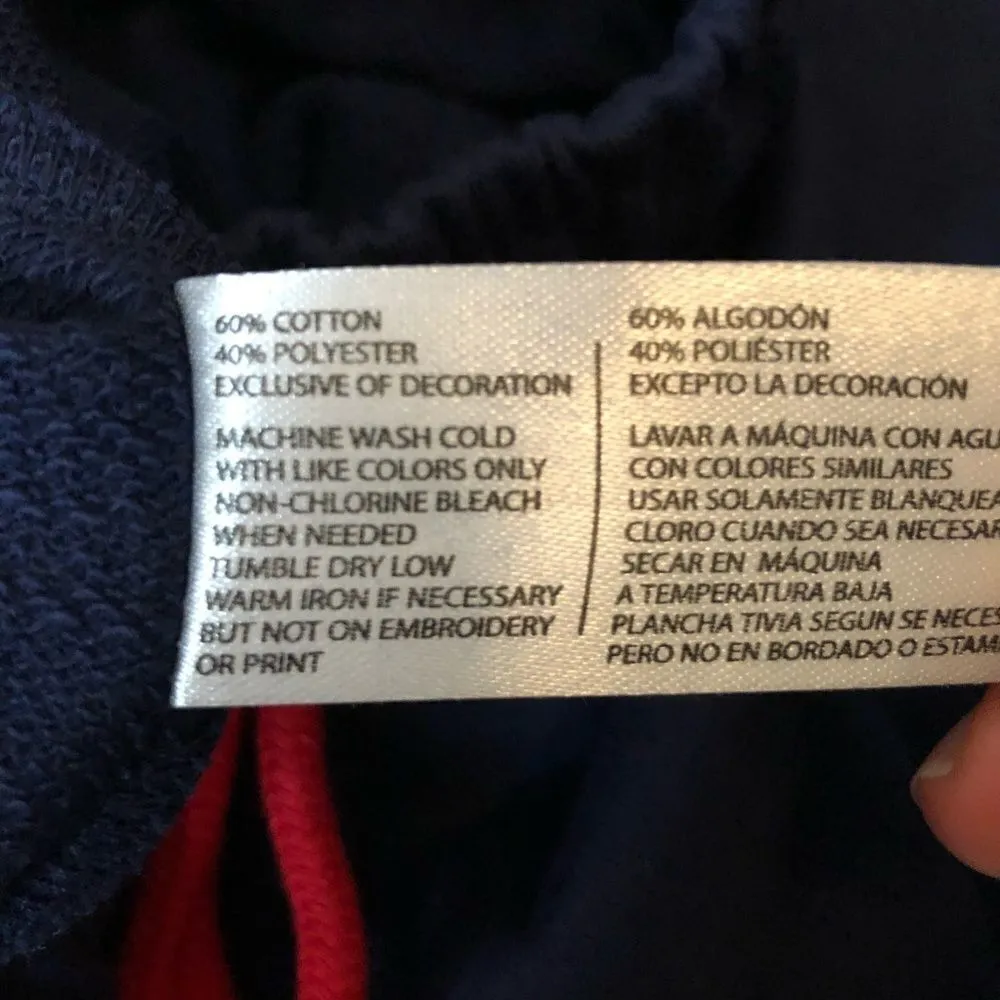 60% COTTON
40% POLYESTER
EXCLUSIVE OF DECORATION
MACHINE WASH COLD
WITH LIKE COLORS ONLY
NON-CHLORINE BLEACH
WHEN NEEDED
TUMBLE DRY LOW
WARM IRON IF NECESSARY
BUT NOT ON EMBROIDERY
OR PRINT
60% ALGODÓN
40% POLIÉSTER
EXCEPTO LA DECORACIÓN
LAVAR A MÁQUINA CON
CON COLORES SIMILARES
USAR SOLAMENTE
CLORO CUANDO SEA
SECAR EN MÁQUINA
A TEMPERATURA BAJA
PLANCHA TIVIA SEGUN SE
PERO NO EN BORDADO O